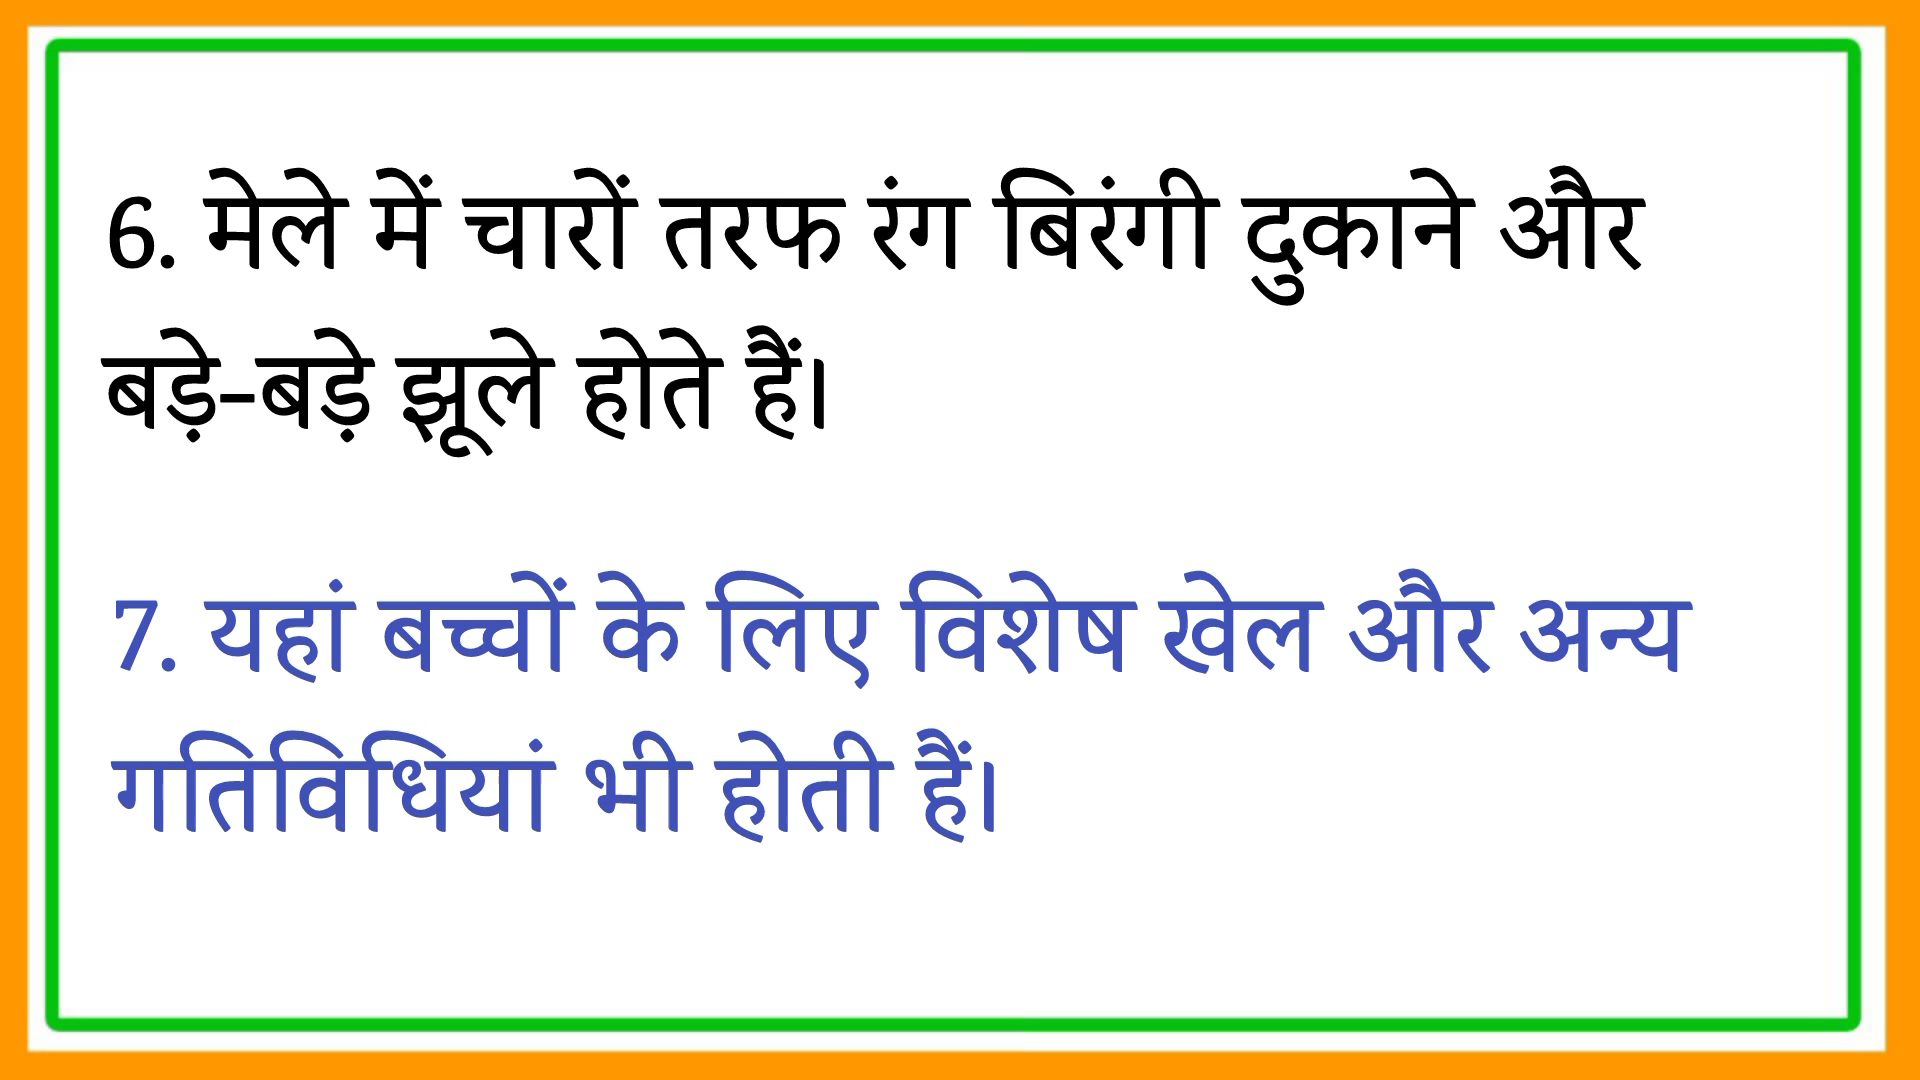 6. मेले में चारों तरफ रंग बिरंगी दुकाने और
बड़े-बड़े झूले होते हैं।
7. यहां बच्चों के लिए विशेष खेल और अन्य
गतिविधियां भी होती हैं।